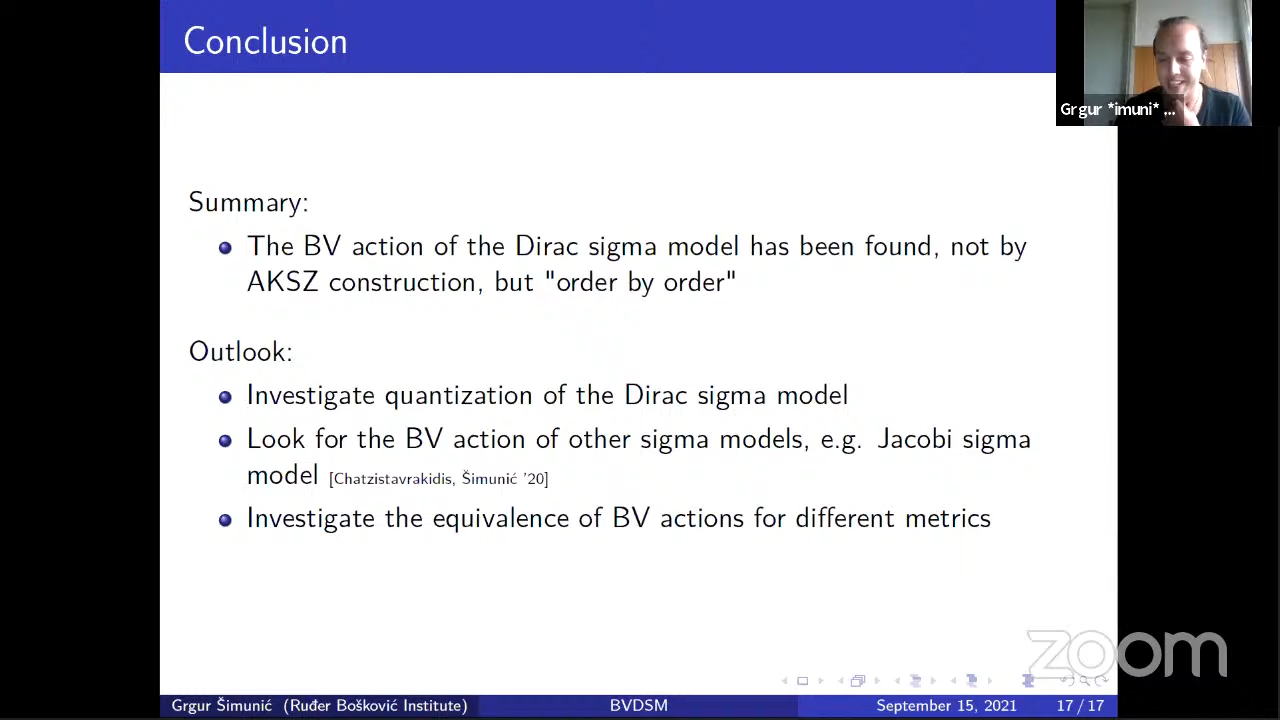 Conclusion
Grgur *imuni* ...
Summary:
The BV action of the Dirac sigma model has been found, not by
AKSZ construction, but "order by order"
Outlook:
Investigate quantization of the Dirac sigma model
Look for the BV action of other sigma models, e.g. Jacobi sigma
model [Chatzistavrakidis, Šimunić '20]
Investigate the equivalence of BV actions for different metrics
zoom
Grgur Šimunić (Ruđer Bošković Institute) BVDSM September 15, 2021 17 / 17